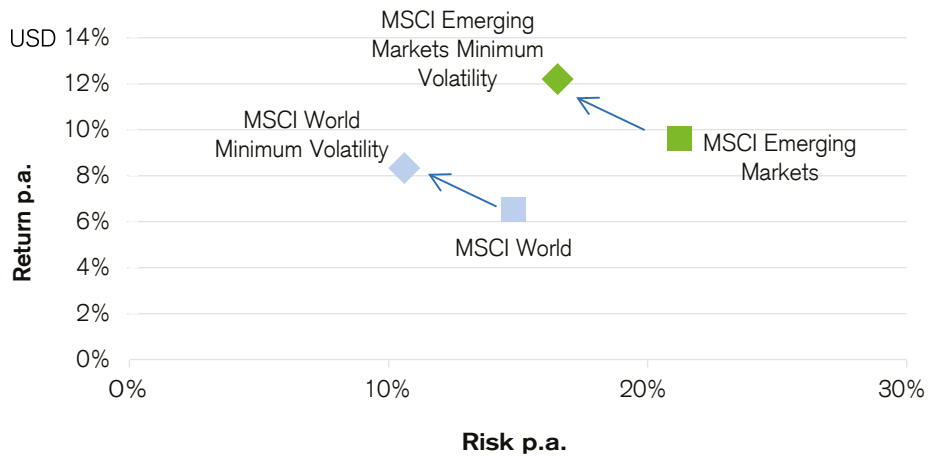 MSCI Emerging
Markets Minimum
Volatility
USD 14%
12%
MSCI World
Minimum Volatility
10%
MSCI Emerging
Markets
8%
6%
MSCI World
4%
2%
0%
0% 10% 20% 30%
Return p.a.
Risk p.a.